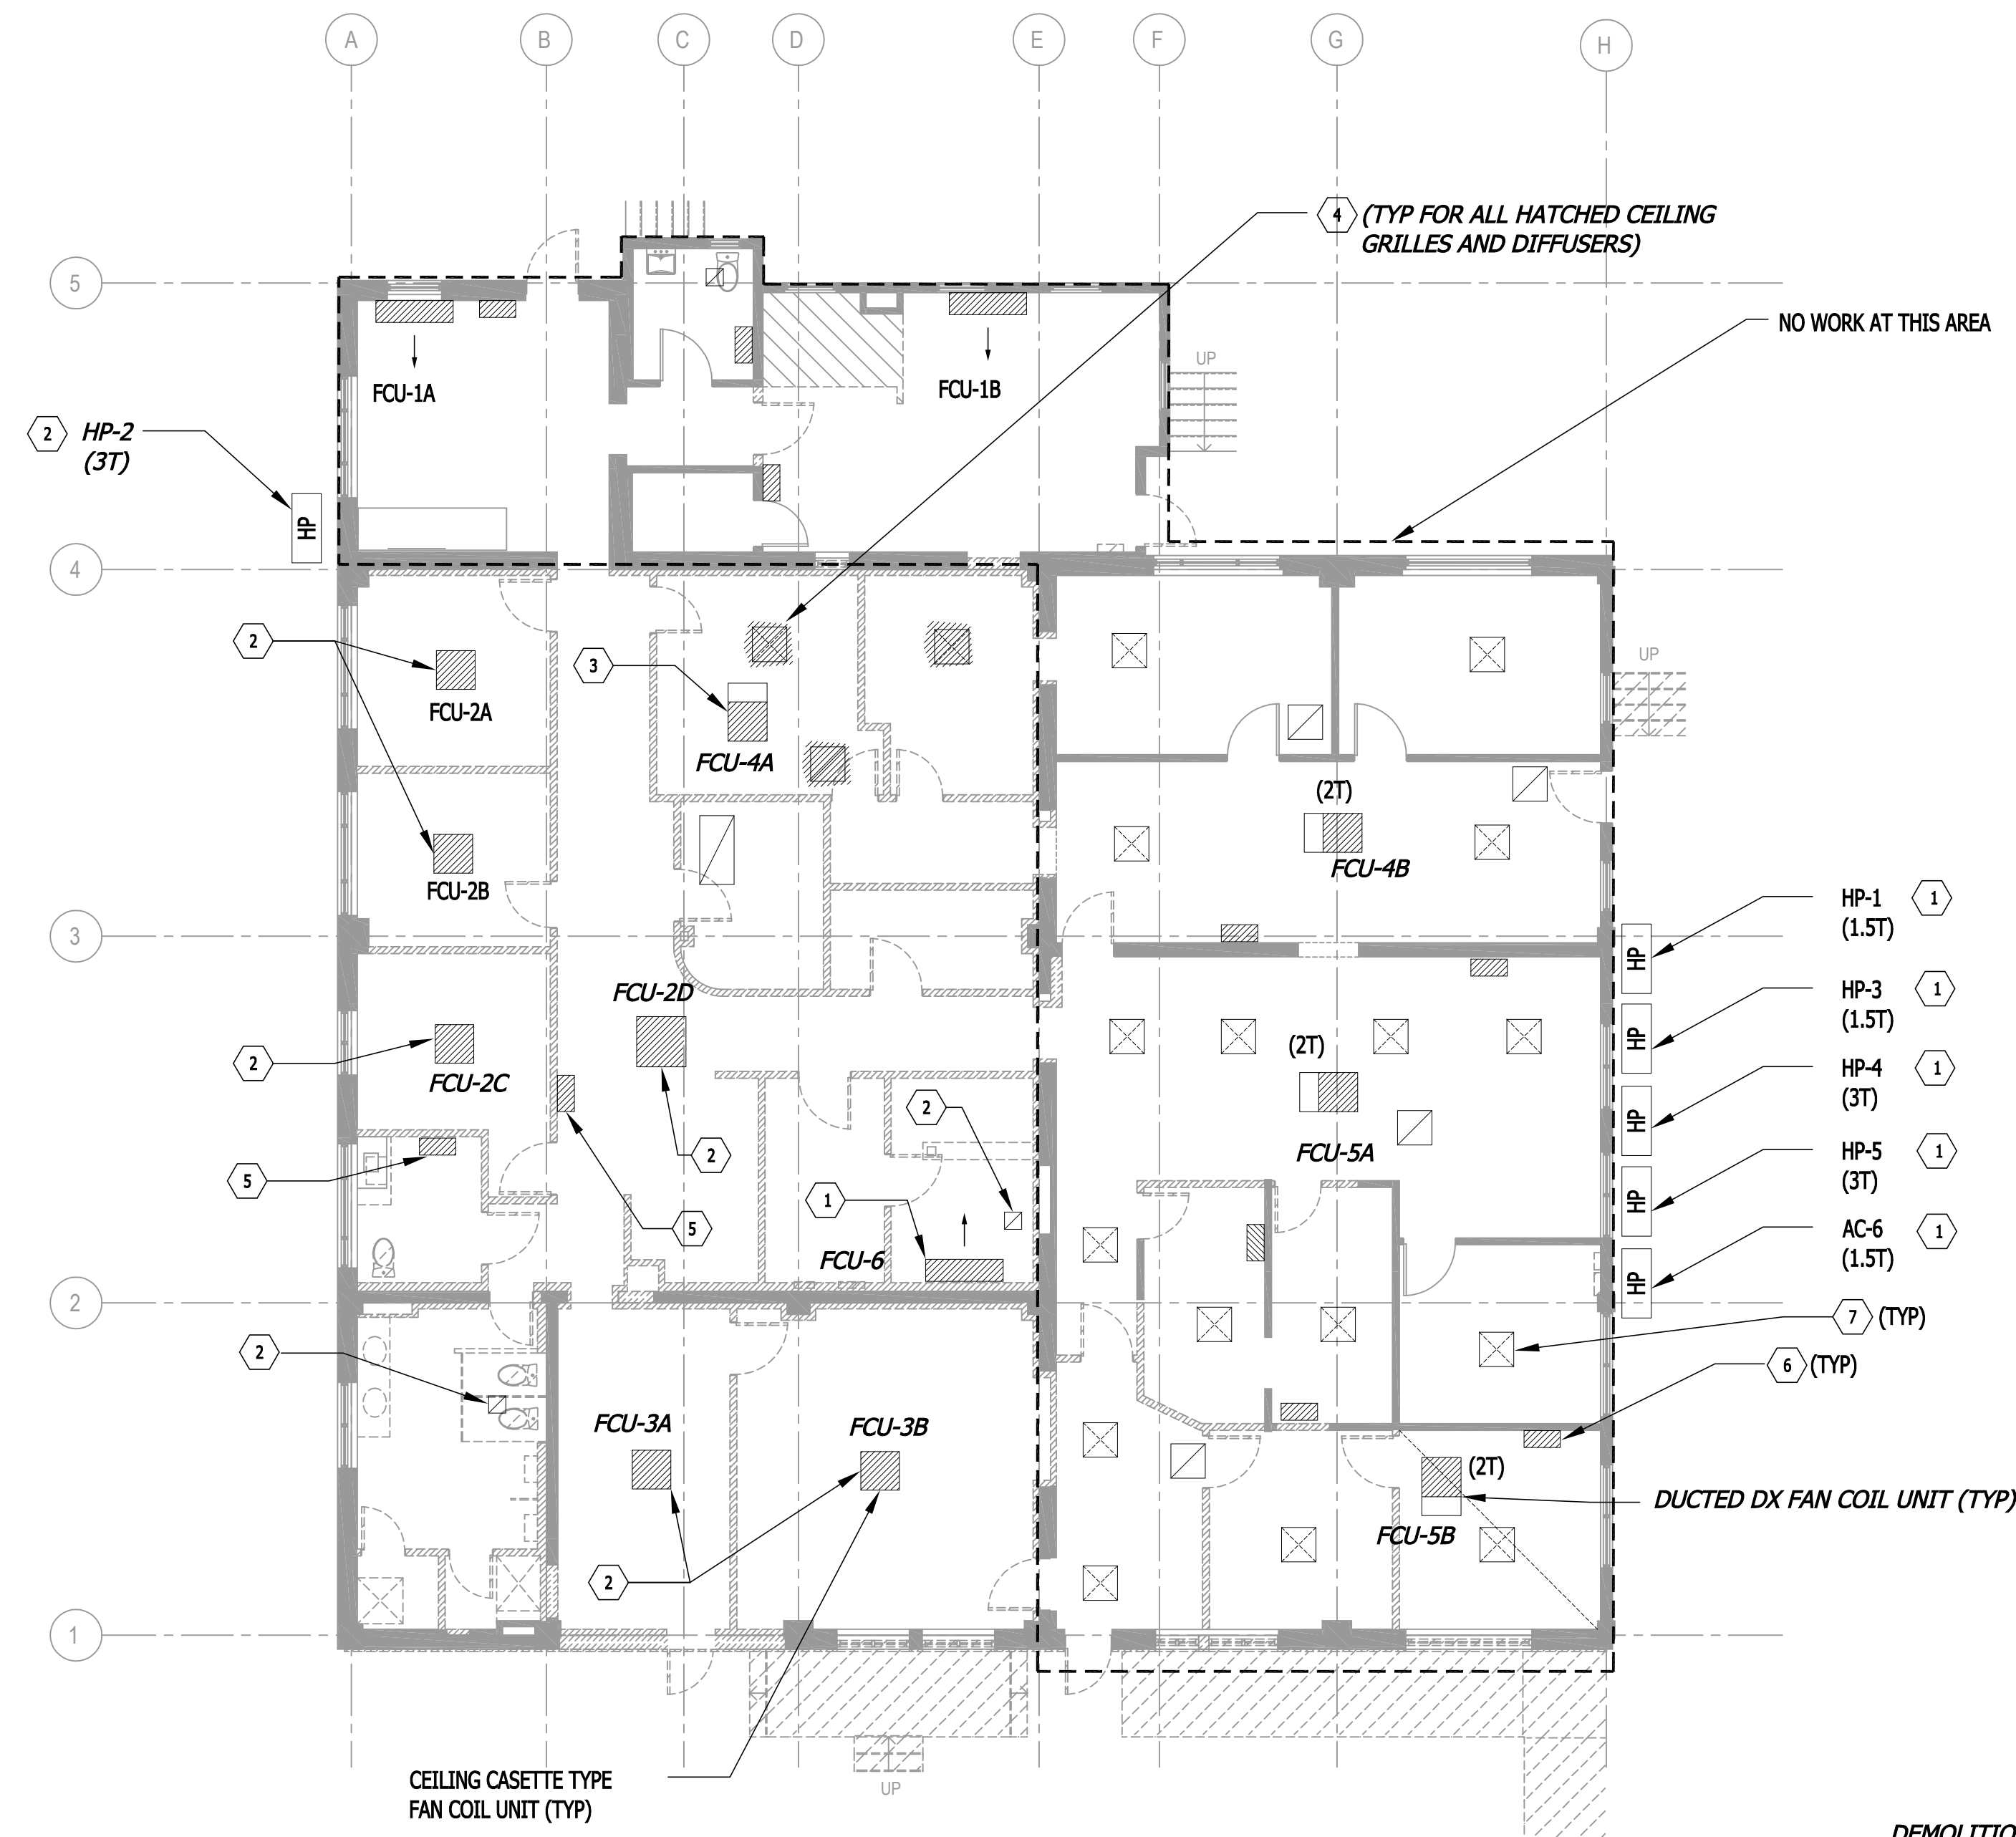 A B C D E F G H
4 (TYP FOR ALL HATCHED CEILING
GRILLES AND DIFFUSERS)
5
NO WORK AT THIS AREA
UP
FCU-1A
FCU-1B
2 HP-2
(3T)
HP
4
2
3
UP
FCU-2A
FCU-4A
(2T)
FCU-4B
FCU-2B
HP-1 1
(1.5T)
3
HP
FCU-2D
HP-3 1
(1.5T)
HP
2
FCU-2C
(2T)
HP-4 1
(3T)
HP
2
2
FCU-5A
HP-5 1
(3T)
HP
5
1
5
FCU-6
AC-6 1
(1.5T)
HP
2
7 (TYP)
2
6 (TYP)
FCU-3A
FCU-3B
(2T)
DUCTED DX FAN COIL UNIT (TYP)
FCU-5B
2
1
CEILING CASETTE TYPE
FAN COIL UNIT (TYP)
UP
DEMOLITIO